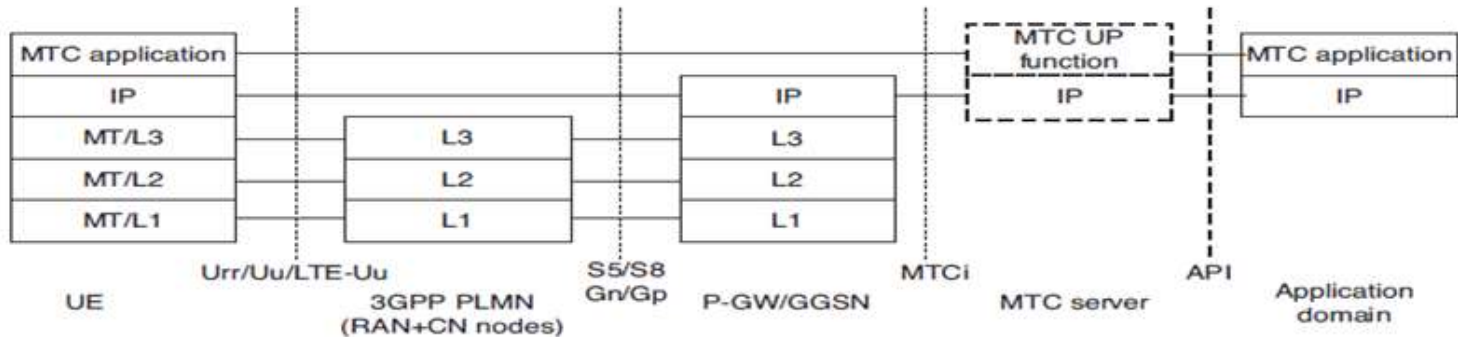 MTC application
IP
MT/L3
MT/L2
MT/L1
L3
L2
L1
IP
L3
L2
L1
MTC UP
function
IP
MTC application
IP
Urr/Uu/LTE-Uu
S5/S8
Gn/Gp
MTCi
API
UE
3GPP PLMN
(RAN+CN nodes)
P-GW/GGSN
MTC server
Application
domain